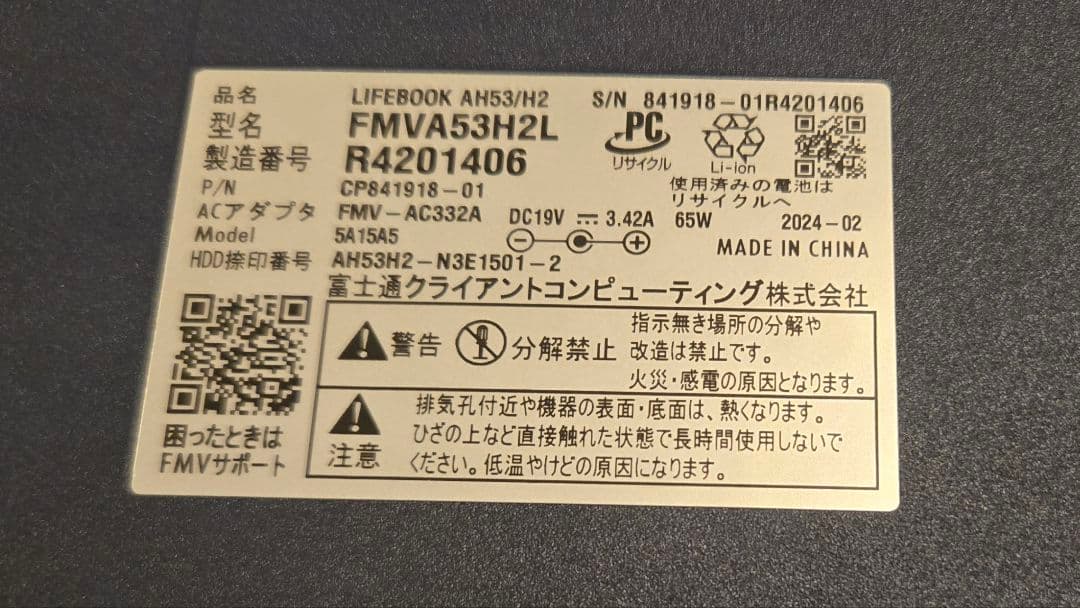 品名 LIFEBOOK AH53/H2 S/N 841918-01R4201406
型名 FMVA53H2L
製造番号 R4201406
PC
リサイクル
Li-ion
使用済みの電池は
リサイクルへ
P/N CP841918-01
ACアダプタ FMV-AC332A DC19V 3.42A 65W 2024-02
Model 5A15A5
MADE IN CHINA
HDD捺印番号 AH53H2-N3E1501-2
富士通クライアントコンピューティング株式会社
警告 分解禁止
指示無き場所の分解や
改造は禁止です。
火災・感電の原因となります。
注意
排気孔付近や機器の表面・底面は、熱くなります。
ひざの上など直接触れた状態で長時間使用しないで
ください。低温やけどの原因になります。
困ったときは
FMVサポート